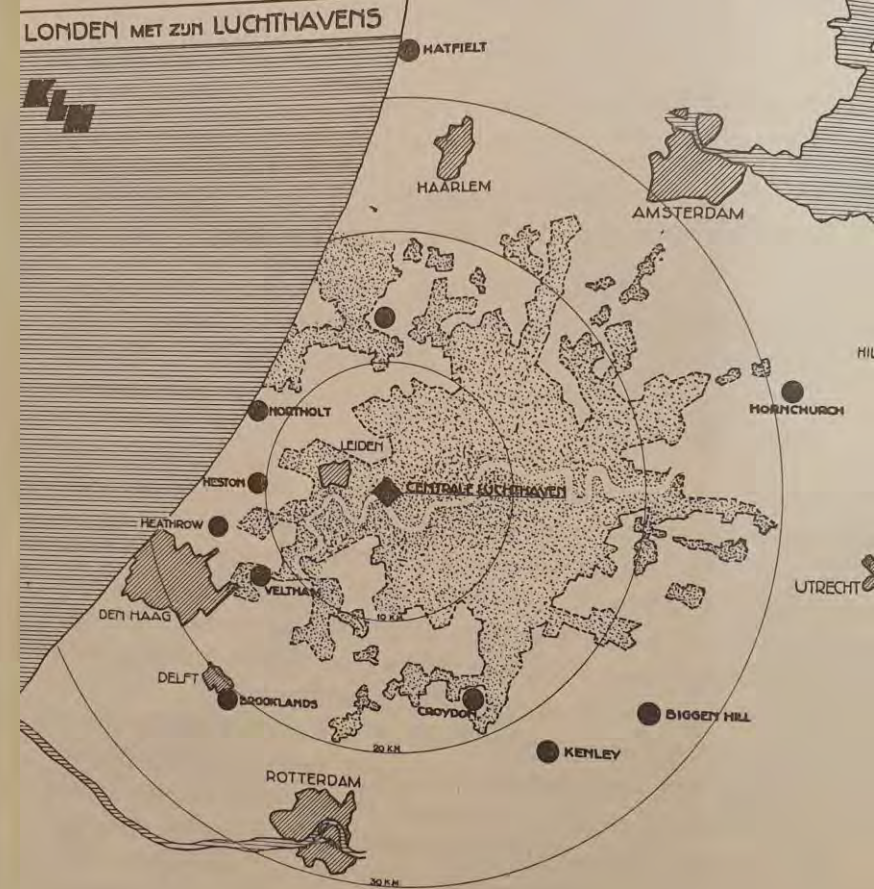 LONDEN MET ZIJN LUCHTHAVENS
KLM
HATFIELT
HAARLEM
AMSTERDAM
HIL
HORNCHURCH
NORTHOLT
LEIDEN
HESTON
CENTRALE LUCHTHAVEN
HEATHROW
VELTHAM
UTRECHT
DEN HAAG
10 KM.
DELFT
BROOKLANDS
CROYDON
BIGGEN HILL
20 KM.
KENLEY
ROTTERDAM
30 KM.